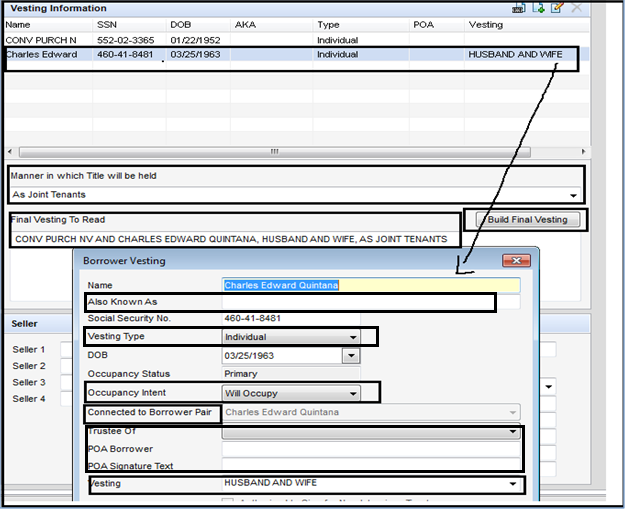 Vesting Information
Name SSN DOB AKA Type POA Vesting
CONV PURCH N 552-02-3365 01/22/1952 Individual
Charles Edward 460-41-8481 03/25/1963 Individual HUSBAND AND WIFE
Manner in which Title will be held
As Joint Tenants
Final Vesting To Read
Build Final Vesting
CONV PURCH NV AND CHARLES EDWARD QUINTANA, HUSBAND AND WIFE, AS JOINT TENANTS
Borrower Vesting
Name Charles Edward Quintana
Also Known As
Social Security No. 460-41-8481
Vesting Type Individual
DOB 03/25/1963
Occupancy Status Primary
Occupancy Intent Will Occupy
Connected to Borrower Pair Charles Edward Quintana
Trustee Of
POA Borrower
POA Signature Text
Vesting HUSBAND AND WIFE
Seller
Seller 1
Seller 2
Seller 3
Seller 4